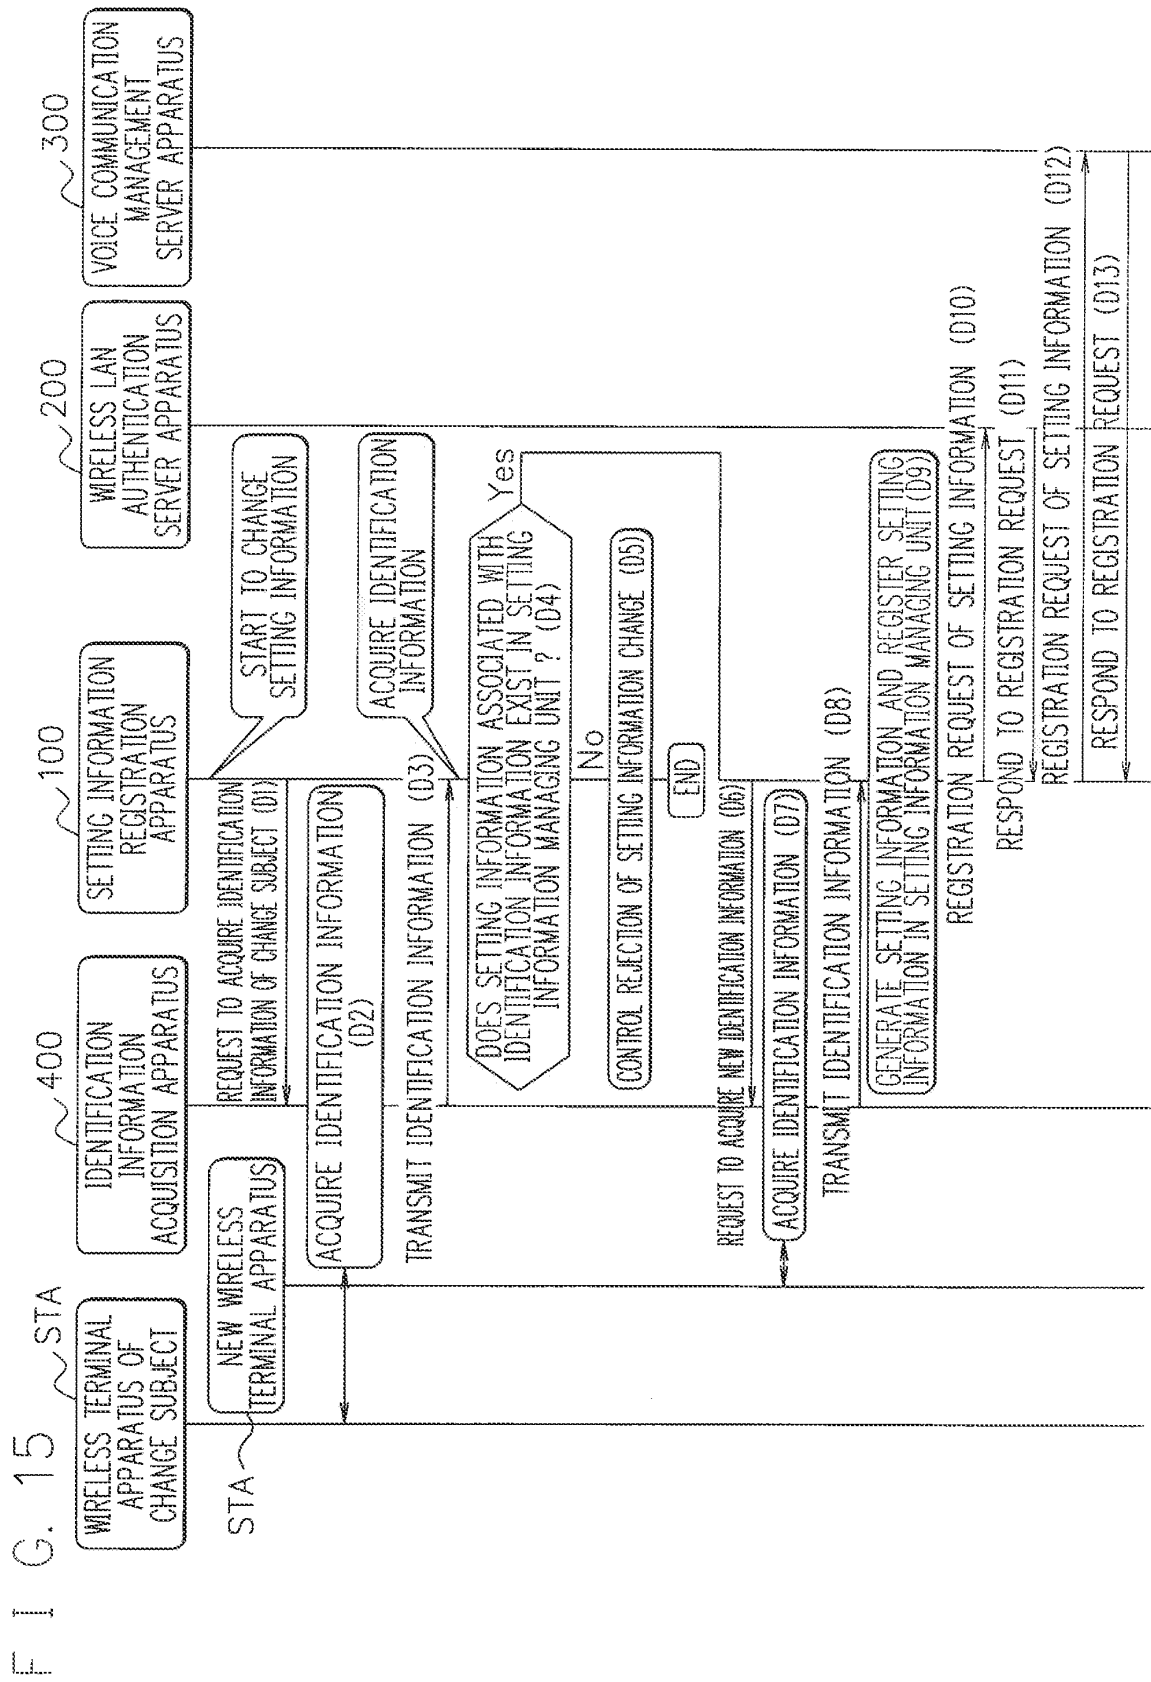 FIG. 15
WIRELESS TERMINAL
APPARATUS OF
CHANGE SUBJECT
STA
NEW WIRELESS
TERMINAL APPARATUS
STA
IDENTIFICATION
INFORMATION
ACQUISITION APPARATUS
400
SETTING INFORMATION
REGISTRATION
APPARATUS
100
WIRELESS LAN
AUTHENTICATION
SERVER APPARATUS
200
VOICE COMMUNICATION
MANAGEMENT
SERVER APPARATUS
300
START TO CHANGE
SETTING INFORMATION
REQUEST TO ACQUIRE IDENTIFICATION
INFORMATION OF CHANGE SUBJECT (D1)
ACQUIRE IDENTIFICATION INFORMATION
(D2)
TRANSMIT IDENTIFICATION INFORMATION (D3)
ACQUIRE IDENTIFICATION
INFORMATION
DOES SETTING INFORMATION ASSOCIATED WITH
IDENTIFICATION INFORMATION EXIST IN SETTING
INFORMATION MANAGING UNIT ? (D4)
Yes
No
CONTROL REJECTION OF SETTING INFORMATION CHANGE (D5)
END
REQUEST TO ACQUIRE NEW IDENTIFICATION INFORMATION (D6)
ACQUIRE IDENTIFICATION INFORMATION (D7)
TRANSMIT IDENTIFICATION INFORMATION (D8)
GENERATE SETTING INFORMATION AND REGISTER SETTING
INFORMATION IN SETTING INFORMATION MANAGING UNIT (D9)
REGISTRATION REQUEST OF SETTING INFORMATION (D10)
RESPOND TO REGISTRATION REQUEST (D11)
REGISTRATION REQUEST OF SETTING INFORMATION (D12)
RESPOND TO REGISTRATION REQUEST (D13)